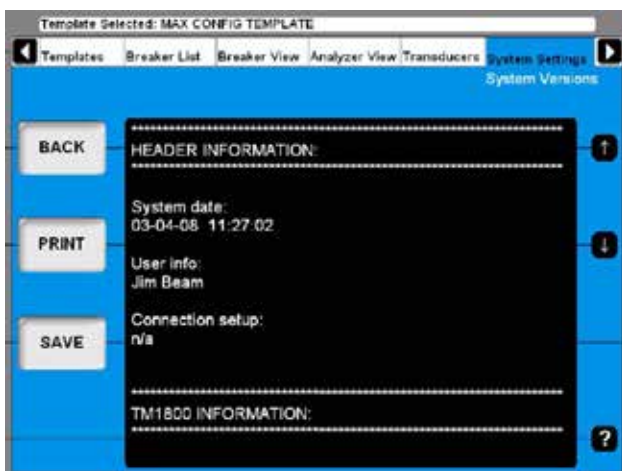 Template Selected: MAX CONFIG TEMPLATE
Templates Breaker List Breaker View Analyzer View Transducers System Settings
System Versions
BACK
HEADER INFORMATION:
System date:
03-04-08 11:27:02
PRINT
User info:
Jim Beam
Connection setup:
SAVE
n/a
TM1800 INFORMATION:
?